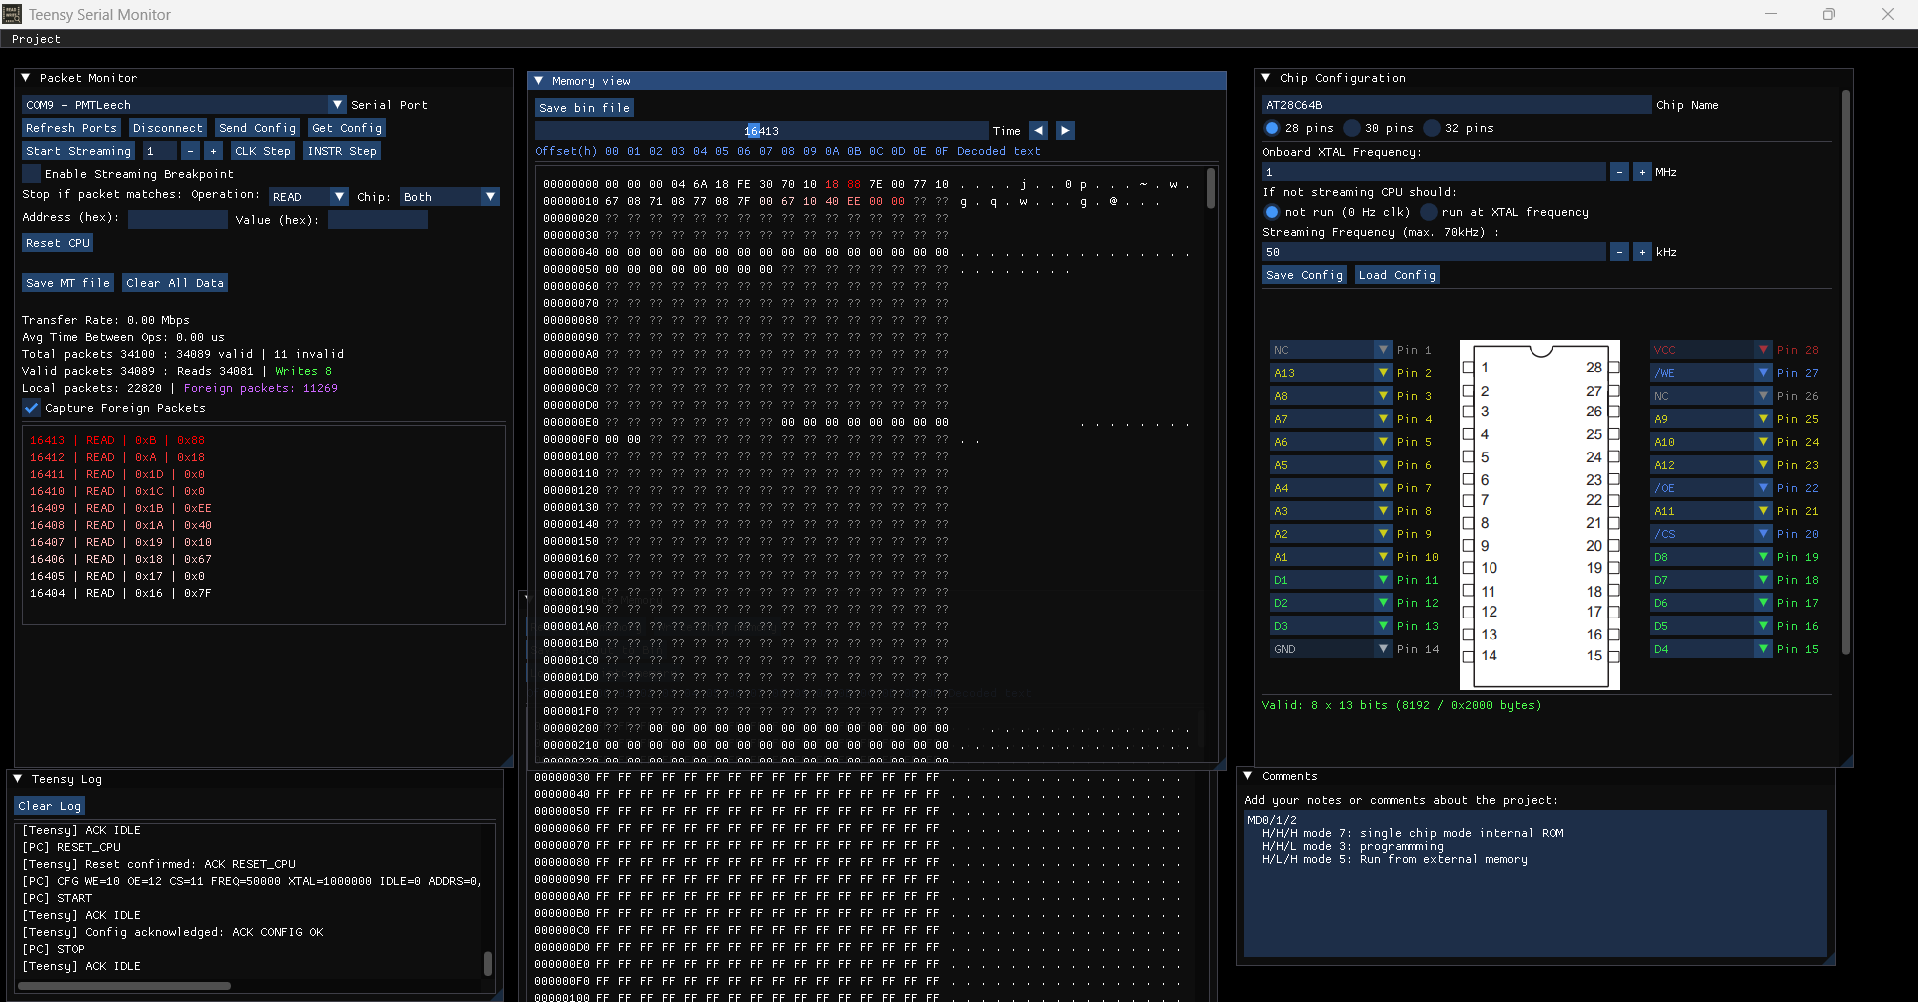 Teensy Serial Monitor
Project
Packet Monitor
COM9 - PMTLeech Serial Port
Refresh Ports Disconnect Send Config Get Config
Start Streaming 1 - + CLK Step INSTR Step
Enable Streaming Breakpoint
Stop if packet matches: Operation: READ Chip: Both
Address (hex): Value (hex):
Reset CPU
Save MT file Clear All Data
Transfer Rate: 0.00 Mbps
Avg Time Between Ops: 0.00 us
Total packets 34100 : 34089 valid | 11 invalid
Valid packets 34089 : Reads 34081 | Writes 8
Local packets: 22820 | Foreign packets: 11269
Capture Foreign Packets
16413 | READ | 0xB | 0x08
16412 | READ | 0xA | 0x18
16411 | READ | 0x1D | 0x0
16410 | READ | 0x1C | 0x0
16409 | READ | 0x1B | 0xEE
16408 | READ | 0x1A | 0x40
16407 | READ | 0x19 | 0x10
16406 | READ | 0x18 | 0x67
16405 | READ | 0x17 | 0x0
16404 | READ | 0x16 | 0x7F
Teensy Log
Clear Log
[Teensy] ACK IDLE
[PC] RESET_CPU
[Teensy] Reset confirmed: ACK RESET_CPU
[PC] CFG WE=10 OE=12 CS=11 FREQ=50000 XTAL=1000000 IDLE=0 ADDRS=0,
[PC] START
[Teensy] ACK IDLE
[Teensy] Config acknowledged: ACK CONFIG OK
[PC] STOP
[Teensy] ACK IDLE
Memory view
Save bin file
16413 Time
Offset(h) 00 01 02 03 04 05 06 07 08 09 0A 0B 0C 0D 0E 0F Decoded text
00000000 00 00 00 04 6A 18 FE 30 70 10 18 08 7E 00 77 10 . . . . j . . 0 p . . . ~ . w .
00000010 67 08 71 08 77 08 7F 00 67 10 40 EE 00 00 ?? ?? g . q . w . . . g . @ . . .
00000020 ?? ?? ?? ?? ?? ?? ?? ?? ?? ?? ?? ?? ?? ?? ?? ??
00000030 ?? ?? ?? ?? ?? ?? ?? ?? ?? ?? ?? ?? ?? ?? ?? ??
00000040 00 00 00 00 00 00 00 00 00 00 00 00 00 00 00 00 . . . . . . . . . . . . . . . .
00000050 00 00 00 00 00 00 00 00 ?? ?? ?? ?? ?? ?? ?? ?? . . . . . . . .
00000060 ?? ?? ?? ?? ?? ?? ?? ?? ?? ?? ?? ?? ?? ?? ?? ??
00000070 ?? ?? ?? ?? ?? ?? ?? ?? ?? ?? ?? ?? ?? ?? ?? ??
00000080 ?? ?? ?? ?? ?? ?? ?? ?? ?? ?? ?? ?? ?? ?? ?? ??
00000090 ?? ?? ?? ?? ?? ?? ?? ?? ?? ?? ?? ?? ?? ?? ?? ??
000000A0 ?? ?? ?? ?? ?? ?? ?? ?? ?? ?? ?? ?? ?? ?? ?? ??
000000B0 ?? ?? ?? ?? ?? ?? ?? ?? ?? ?? ?? ?? ?? ?? ?? ??
000000C0 ?? ?? ?? ?? ?? ?? ?? ?? ?? ?? ?? ?? ?? ?? ?? ??
000000D0 ?? ?? ?? ?? ?? ?? ?? ?? ?? ?? ?? ?? ?? ?? ?? ??
000000E0 ?? ?? ?? ?? ?? ?? ?? ?? 00 00 00 00 00 00 00 00 . . . . . . . .
000000F0 00 00 ?? ?? ?? ?? ?? ?? ?? ?? ?? ?? ?? ?? ?? ?? . .
00000100 ?? ?? ?? ?? ?? ?? ?? ?? ?? ?? ?? ?? ?? ?? ?? ??
00000110 ?? ?? ?? ?? ?? ?? ?? ?? ?? ?? ?? ?? ?? ?? ?? ??
00000120 ?? ?? ?? ?? ?? ?? ?? ?? ?? ?? ?? ?? ?? ?? ?? ??
00000130 ?? ?? ?? ?? ?? ?? ?? ?? ?? ?? ?? ?? ?? ?? ?? ??
00000140 ?? ?? ?? ?? ?? ?? ?? ?? ?? ?? ?? ?? ?? ?? ?? ??
00000150 ?? ?? ?? ?? ?? ?? ?? ?? ?? ?? ?? ?? ?? ?? ?? ??
00000160 ?? ?? ?? ?? ?? ?? ?? ?? ?? ?? ?? ?? ?? ?? ?? ??
00000170 ?? ?? ?? ?? ?? ?? ?? ?? ?? ?? ?? ?? ?? ?? ?? ??
00000180 ?? ?? ?? ?? ?? ?? ?? ?? ?? ?? ?? ?? ?? ?? ?? ??
00000190 ?? ?? ?? ?? ?? ?? ?? ?? ?? ?? ?? ?? ?? ?? ?? ??
000001A0 ?? ?? ?? ?? ?? ?? ?? ?? ?? ?? ?? ?? ?? ?? ?? ??
000001B0 ?? ?? ?? ?? ?? ?? ?? ?? ?? ?? ?? ?? ?? ?? ?? ??
000001C0 ?? ?? ?? ?? ?? ?? ?? ?? ?? ?? ?? ?? ?? ?? ?? ??
000001D0 ?? ?? ?? ?? ?? ?? ?? ?? ?? ?? ?? ?? ?? ?? ?? ??
000001E0 ?? ?? ?? ?? ?? ?? ?? ?? ?? ?? ?? ?? ?? ?? ?? ??
000001F0 ?? ?? ?? ?? ?? ?? ?? ?? ?? ?? ?? ?? ?? ?? ?? ??
00000200 ?? ?? 00 00 00 00 00 00 00 00 00 00 00 00 00 00 . . . . . . . . . . . . . .
00000210 00 00 00 00 00 00 00 00 00 00 00 00 00 00 00 00 . . . . . . . . . . . . . . . .
00000220 00 00 00 00 00 00 00 00 00 00 00 00 00 00 00 00 . . . . . . . . . . . . . . . .
00000030 FF FF FF FF FF FF FF FF FF FF FF FF FF FF FF FF . . . . . . . . . . . . . . . .
00000040 FF FF FF FF FF FF FF FF FF FF FF FF FF FF FF FF . . . . . . . . . . . . . . . .
00000050 FF FF FF FF FF FF FF FF FF FF FF FF FF FF FF FF . . . . . . . . . . . . . . . .
00000060 FF FF FF FF FF FF FF FF FF FF FF FF FF FF FF FF . . . . . . . . . . . . . . . .
00000070 FF FF FF FF FF FF FF FF FF FF FF FF FF FF FF FF . . . . . . . . . . . . . . . .
00000080 FF FF FF FF FF FF FF FF FF FF FF FF FF FF FF FF . . . . . . . . . . . . . . . .
00000090 FF FF FF FF FF FF FF FF FF FF FF FF FF FF FF FF . . . . . . . . . . . . . . . .
000000A0 FF FF FF FF FF FF FF FF FF FF FF FF FF FF FF FF . . . . . . . . . . . . . . . .
000000B0 FF FF FF FF FF FF FF FF FF FF FF FF FF FF FF FF . . . . . . . . . . . . . . . .
000000C0 FF FF FF FF FF FF FF FF FF FF FF FF FF FF FF FF . . . . . . . . . . . . . . . .
000000D0 FF FF FF FF FF FF FF FF FF FF FF FF FF FF FF FF . . . . . . . . . . . . . . . .
000000E0 FF FF FF FF FF FF FF FF FF FF FF FF FF FF FF FF . . . . . . . . . . . . . . . .
000000F0 FF FF FF FF FF FF FF FF FF FF FF FF FF FF FF FF . . . . . . . . . . . . . . . .
00000100 FF FF FF FF FF FF FF FF FF FF FF FF FF FF FF FF . . . . . . . . . . . . . . . .
Chip Configuration
AT28C64B Chip Name
28 pins 30 pins 32 pins
Onboard XTAL Frequency:
1 - + MHz
If not streaming CPU should:
not run (0 Hz clk) run at XTAL frequency
Streaming Frequency (max. 70kHz) :
50 - + kHz
Save Config Load Config
NC Pin 1 1 28 VCC Pin 28
A13 Pin 2 2 27 /WE Pin 27
A8 Pin 3 3 26 NC Pin 26
A7 Pin 4 4 25 A9 Pin 25
A6 Pin 5 5 24 A10 Pin 24
A5 Pin 6 6 23 A12 Pin 23
A4 Pin 7 7 22 /OE Pin 22
A3 Pin 8 8 21 A11 Pin 21
A2 Pin 9 9 20 /CS Pin 20
A1 Pin 10 10 19 D8 Pin 19
D1 Pin 11 11 18 D7 Pin 18
D2 Pin 12 12 17 D6 Pin 17
D3 Pin 13 13 16 D5 Pin 16
GND Pin 14 14 15 D4 Pin 15
Valid: 8 x 13 bits (8192 / 0x2000 bytes)
Comments
Add your notes or comments about the project:
MD0/1/2
H/H/H mode 7: single chip mode internal ROM
H/H/L mode 3: programmming
H/L/H mode 5: Run from external memory